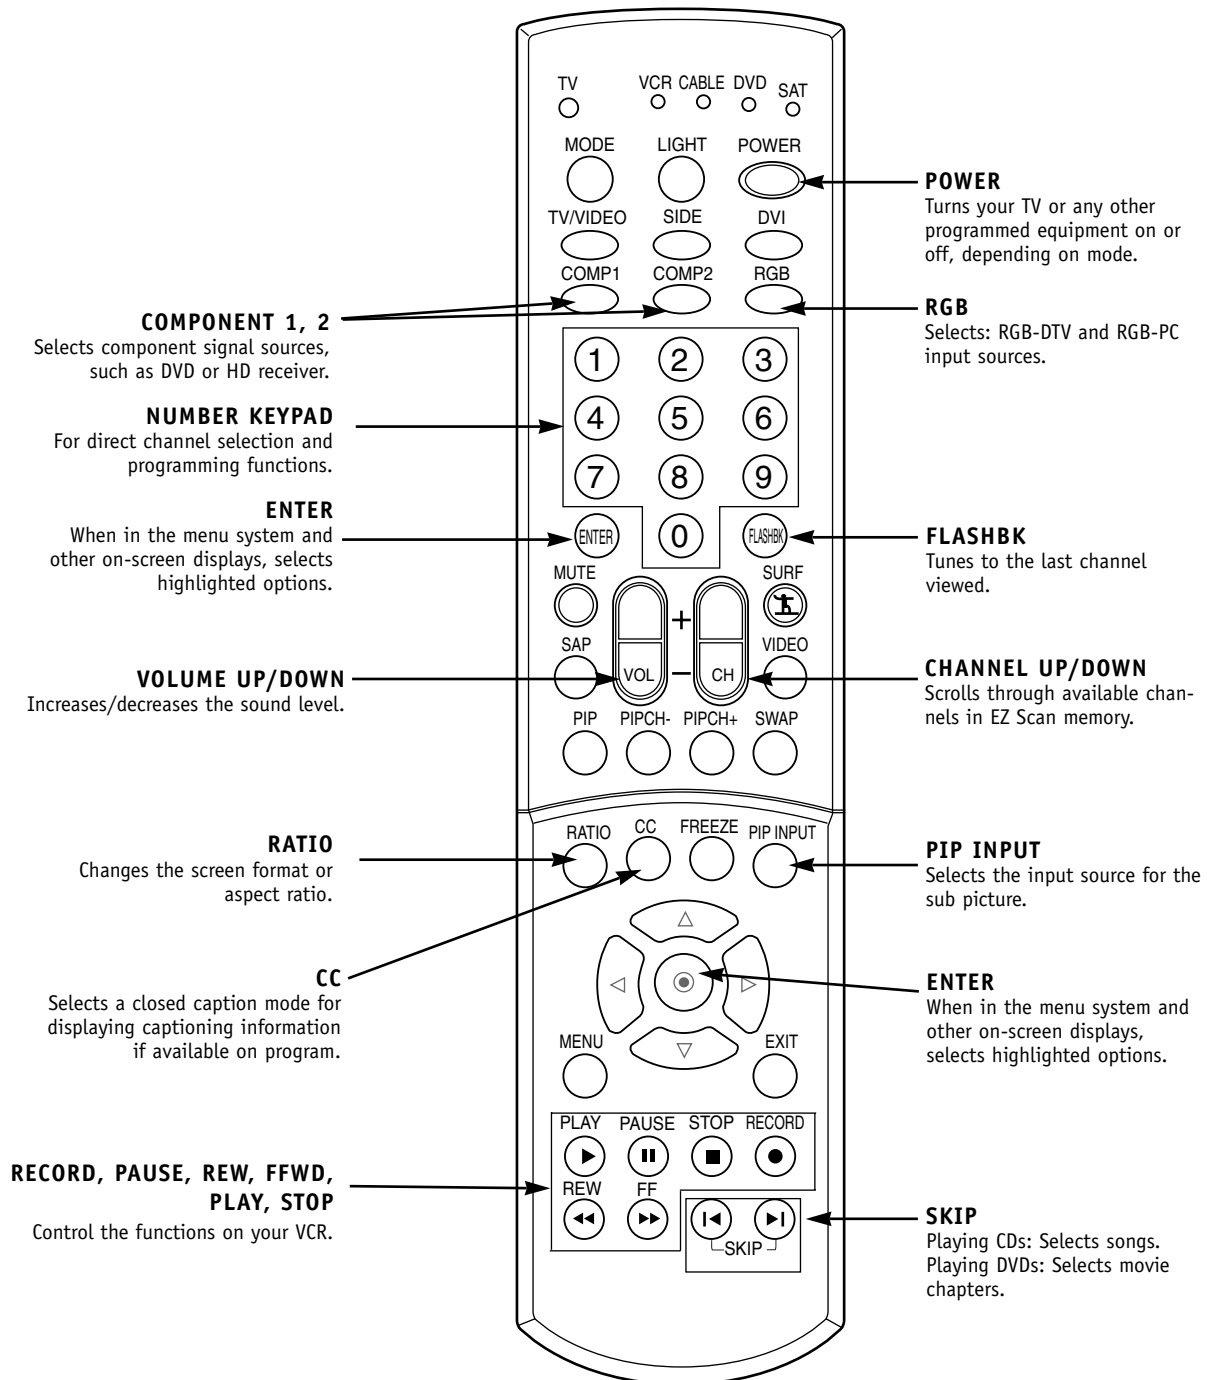 TV
VCR CABLE DVD SAT
MODE LIGHT POWER
TV/VIDEO SIDE DVI
COMP1 COMP2 RGB
1 2 3
4 5 6
7 8 9
ENTER 0 FLASHBK
MUTE SURF
+
SAP VIDEO
VOL – CH
PIP PIPCH- PIPCH+ SWAP
RATIO CC FREEZE PIP INPUT
MENU EXIT
PLAY PAUSE STOP RECORD
REW FF
SKIP
COMPONENT 1, 2
Selects component signal sources,
such as DVD or HD receiver.
NUMBER KEYPAD
For direct channel selection and
programming functions.
ENTER
When in the menu system and
other on-screen displays, selects
highlighted options.
VOLUME UP/DOWN
Increases/decreases the sound level.
RATIO
Changes the screen format or
aspect ratio.
CC
Selects a closed caption mode for
displaying captioning information
if available on program.
RECORD, PAUSE, REW, FFWD,
PLAY, STOP
Control the functions on your VCR.
POWER
Turns your TV or any other
programmed equipment on or
off, depending on mode.
RGB
Selects: RGB-DTV and RGB-PC
input sources.
FLASHBK
Tunes to the last channel
viewed.
CHANNEL UP/DOWN
Scrolls through available chan-
nels in EZ Scan memory.
PIP INPUT
Selects the input source for the
sub picture.
ENTER
When in the menu system and
other on-screen displays,
selects highlighted options.
SKIP
Playing CDs: Selects songs.
Playing DVDs: Selects movie
chapters.